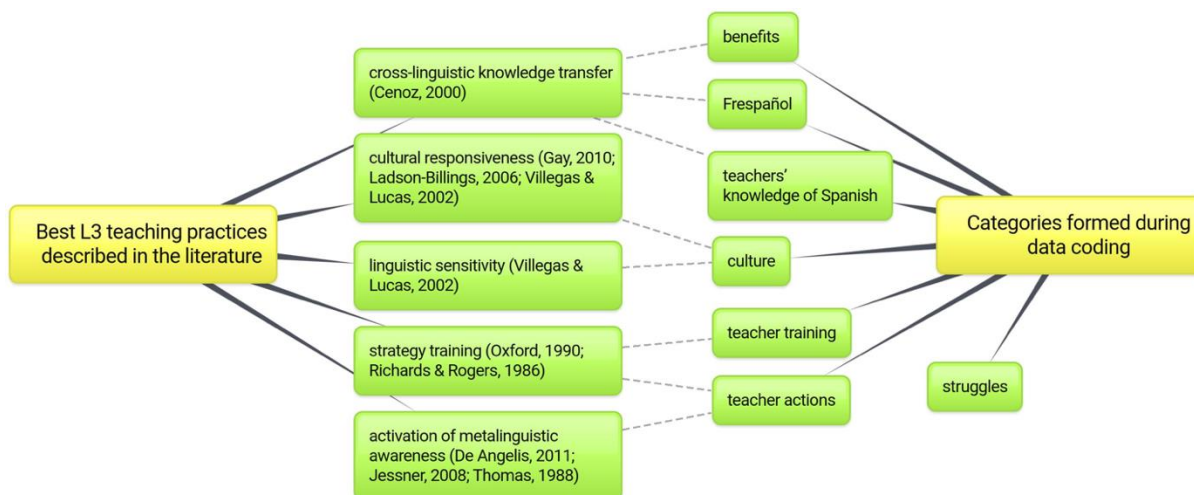 Best L3 teaching practices
described in the literature
cross-linguistic knowledge transfer
(Cenoz, 2000)
cultural responsiveness (Gay, 2010;
Ladson-Billings, 2006; Villegas &
Lucas, 2002)
linguistic sensitivity (Villegas &
Lucas, 2002)
strategy training (Oxford, 1990;
Richards & Rogers, 1986)
activation of metalinguistic
awareness (De Angelis, 2011;
Jessner, 2008; Thomas, 1988)
benefits
Frespañol
teachers’
knowledge of Spanish
culture
teacher training
teacher actions
struggles
Categories formed during
data coding